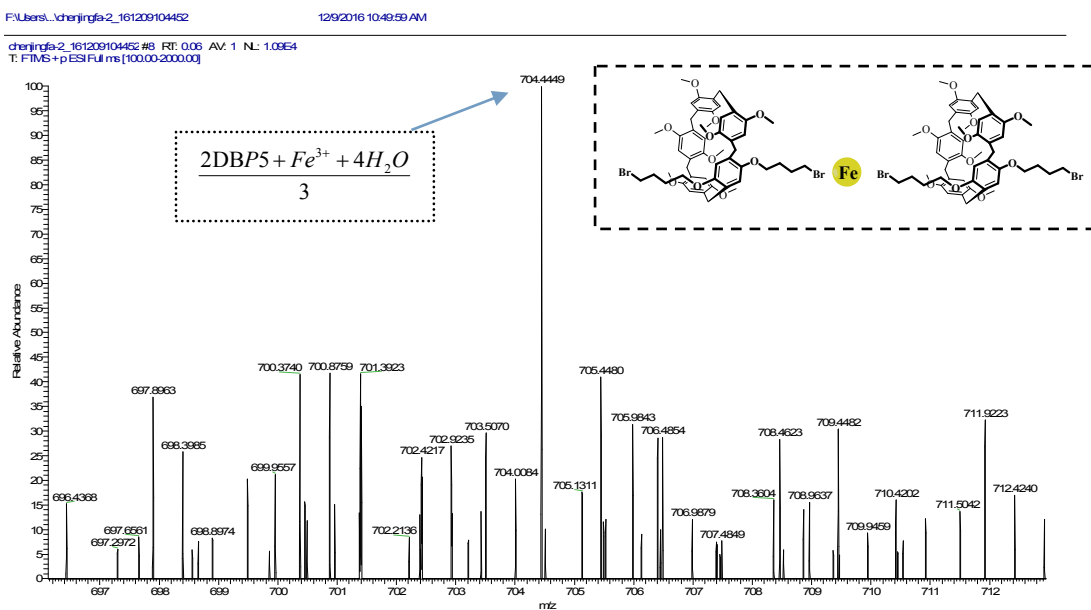 F:\Users\...\chenjingfa-2_161209104452 12/9/2016 10:49:59 AM
chenjingfa-2_161209104452 #8 RT: 0.06 AV: 1 NL: 1.09E4
T: FTMS + p ESI Full ms [100.00-2000.00]
704.4449
2DBP5 + Fe³⁺ + 4H₂O
3
O
O
O
O
O
O
O
O
Br
Br
Fe
O
O
O
O
O
O
O
O
Br
Br
Relative Abundance
100
95
90
85
80
75
70
65
60
55
50
45
40
35
30
25
20
15
10
5
0
700.3740
700.8759
701.3923
705.4480
697.8963
705.9843
711.9223
703.5070
706.4854
708.4623
709.4482
698.3985
702.4217
702.9235
699.9557
704.0084
705.1311
696.4368
708.3604
708.9637
710.4202
711.5042
712.4240
697.6561
698.8974
702.2136
706.9879
709.9459
697.2972
707.4849
697 698 699 700 701 702 703 704 705 706 707 708 709 710 711 712
m/z